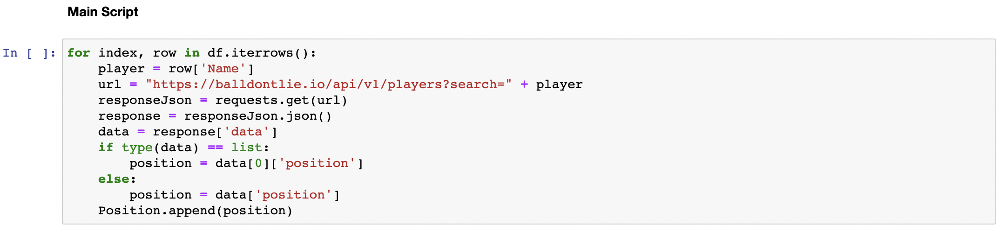 Main Script
In [ ]: for index, row in df.iterrows():
    player = row['Name']
    url = "https://balldontlie.io/api/v1/players?search=" + player
    responseJson = requests.get(url)
    response = responseJson.json()
    data = response['data']
    if type(data) == list:
        position = data[0]['position']
    else:
        position = data['position']
    Position.append(position)